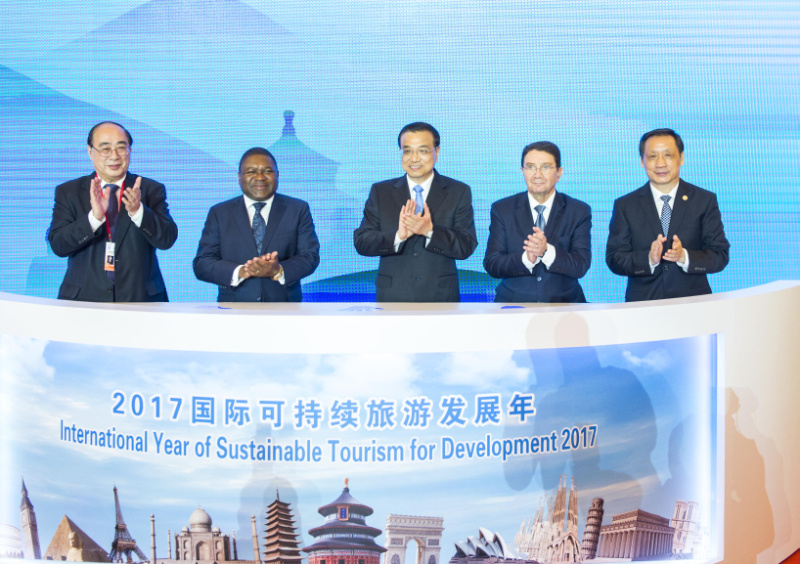 2017国际可持续旅游发展年
International Year of Sustainable Tourism for Development 2017